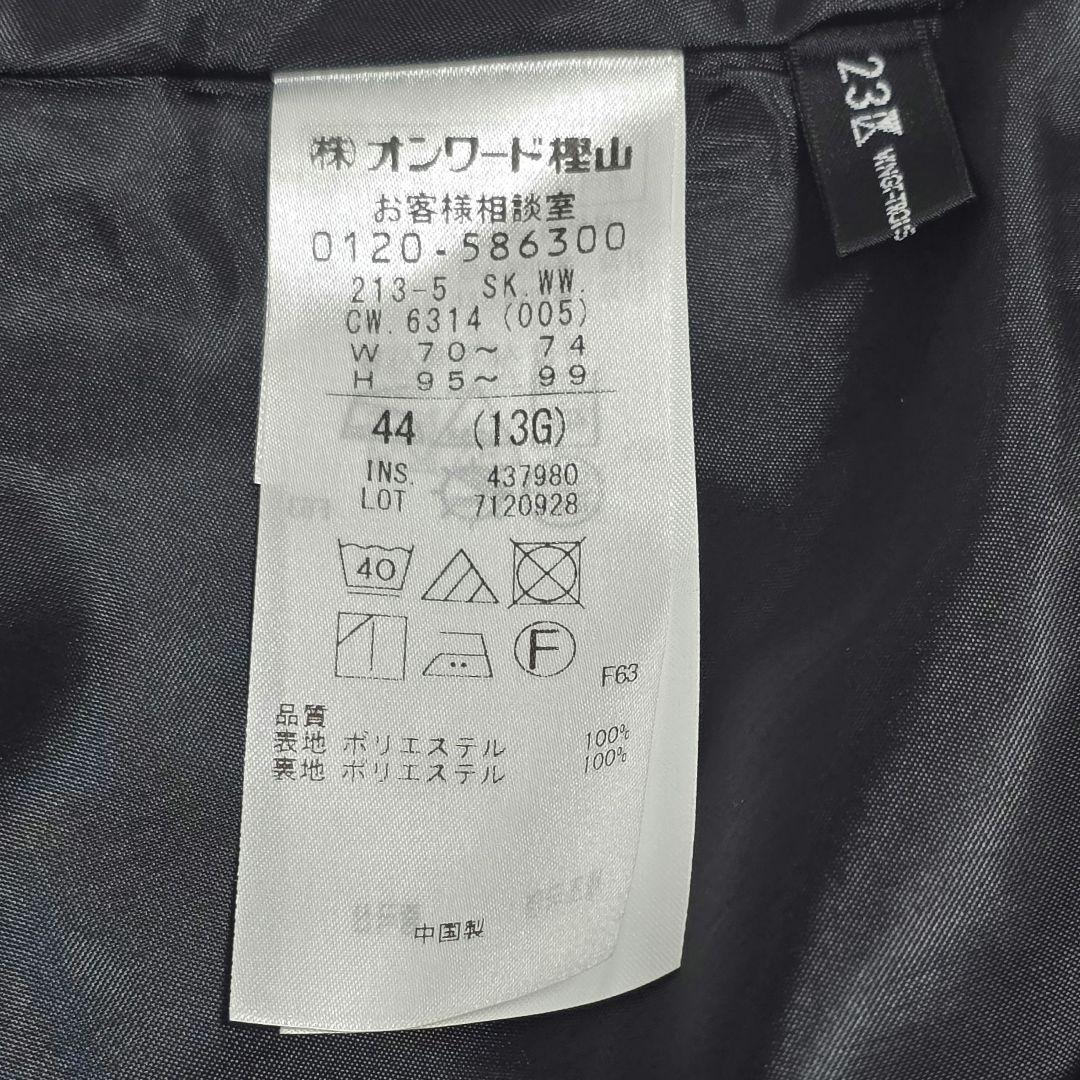 (株)オンワード樫山
お客様相談室
0120-586300
213-5 SK.WW.
CW.6314(005)
W 70～ 74
H 95～ 99
44 (13G)
INS. 437980
LOT 7120928
40
F
F63
品質
表地 ポリエステル 100%
裏地 ポリエステル 100%
中国製
23区